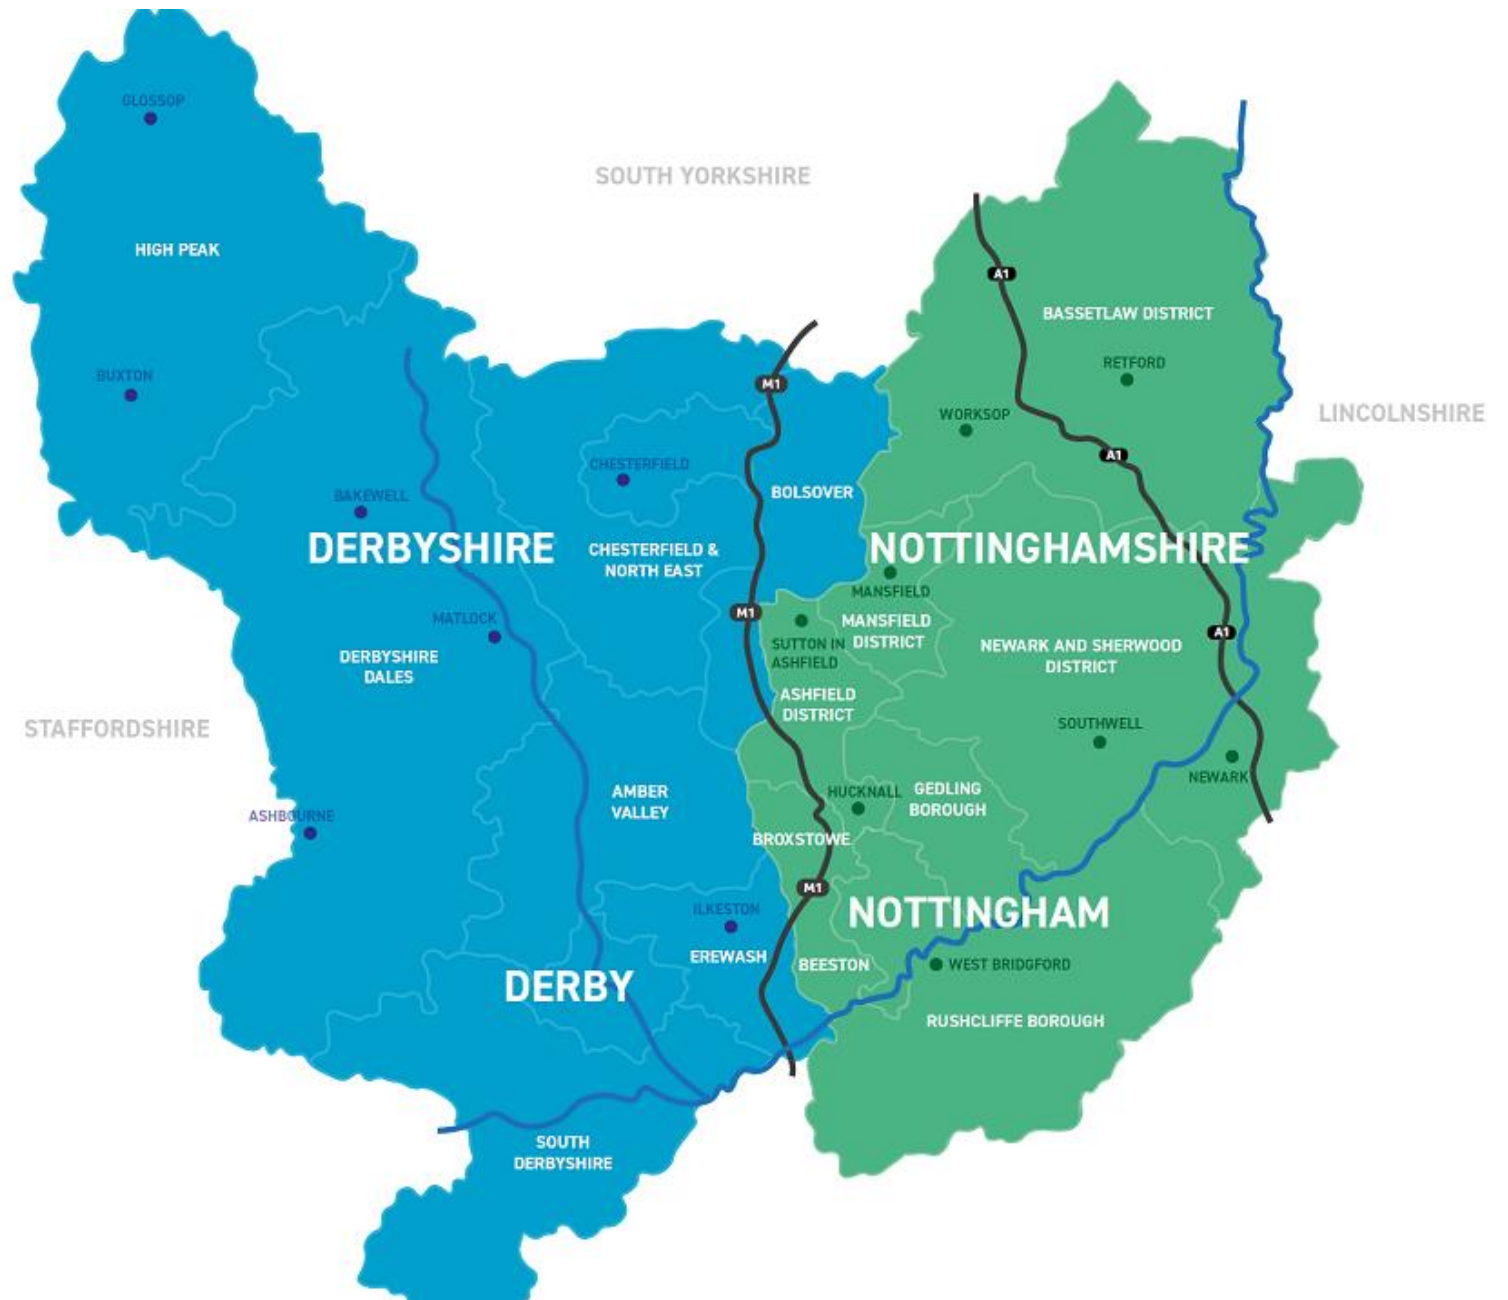 GLOSSOP
SOUTH YORKSHIRE
HIGH PEAK
A1
BASSETLAW DISTRICT
RETFORD
BUXTON
M1
WORKSOP
LINCOLNSHIRE
A1
CHESTERFIELD
BAKEWELL
BOLSOVER
DERBYSHIRE
CHESTERFIELD &
NORTH EAST
NOTTINGHAMSHIRE
MANSFIELD
M1
MATLOCK
MANSFIELD
DISTRICT
SUTTON IN
ASHFIELD
A1
NEWARK AND SHERWOOD
DISTRICT
DERBYSHIRE
DALES
ASHFIELD
DISTRICT
STAFFORDSHIRE
SOUTHWELL
NEWARK
AMBER
VALLEY
HUCKNALL
GEDLING
BOROUGH
ASHBOURNE
BROXSTOWE
M1
ILKESTON
NOTTINGHAM
EREWASH
BEESTON
WEST BRIDGFORD
DERBY
RUSHCLIFFE BOROUGH
SOUTH
DERBYSHIRE